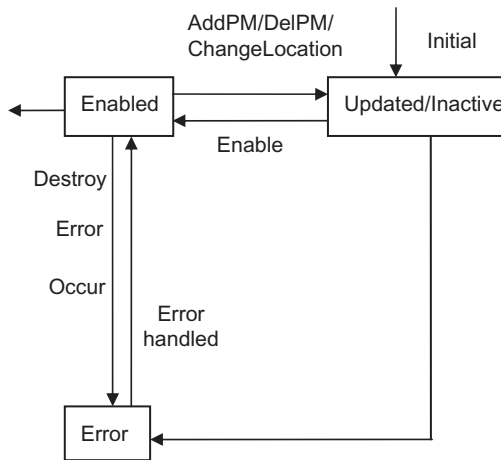 AddPM/DelPM/
ChangeLocation
Initial
Enabled
Updated/Inactive
Enable
Destroy
Error
Occur
Error
handled
Error